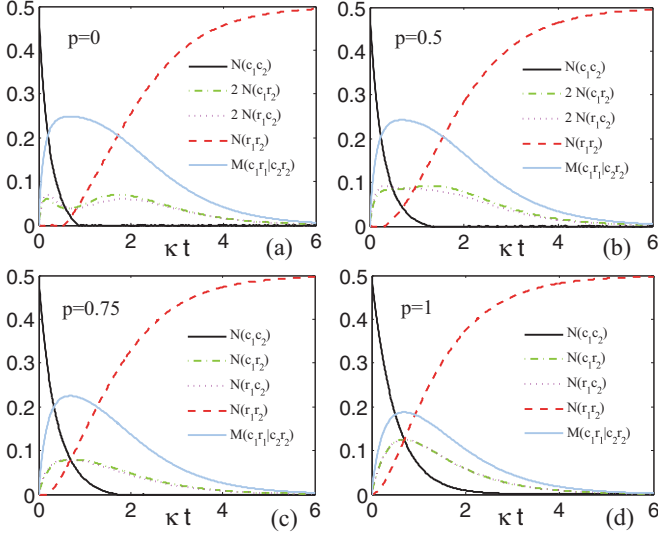 0.5
0.4
0.3
0.2
0.1
0
p=0
N(c₁c₂)
2 N(c₁r₂)
2 N(r₁c₂)
N(r₁r₂)
M(c₁r₁|c₂r₂)
0 2 4 6
κ t (a)
0.5
0.4
0.3
0.2
0.1
0
p=0.5
N(c₁c₂)
2 N(c₁r₂)
2 N(r₁c₂)
N(r₁r₂)
M(c₁r₁|c₂r₂)
0 2 4 6
κ t (b)
0.5
0.4
0.3
0.2
0.1
0
p=0.75
N(c₁c₂)
N(c₁r₂)
N(r₁c₂)
N(r₁r₂)
M(c₁r₁|c₂r₂)
0 2 4 6
κ t (c)
0.5
0.4
0.3
0.2
0.1
0
p=1
N(c₁c₂)
N(c₁r₂)
N(r₁c₂)
N(r₁r₂)
M(c₁r₁|c₂r₂)
0 2 4 6
κ t (d)